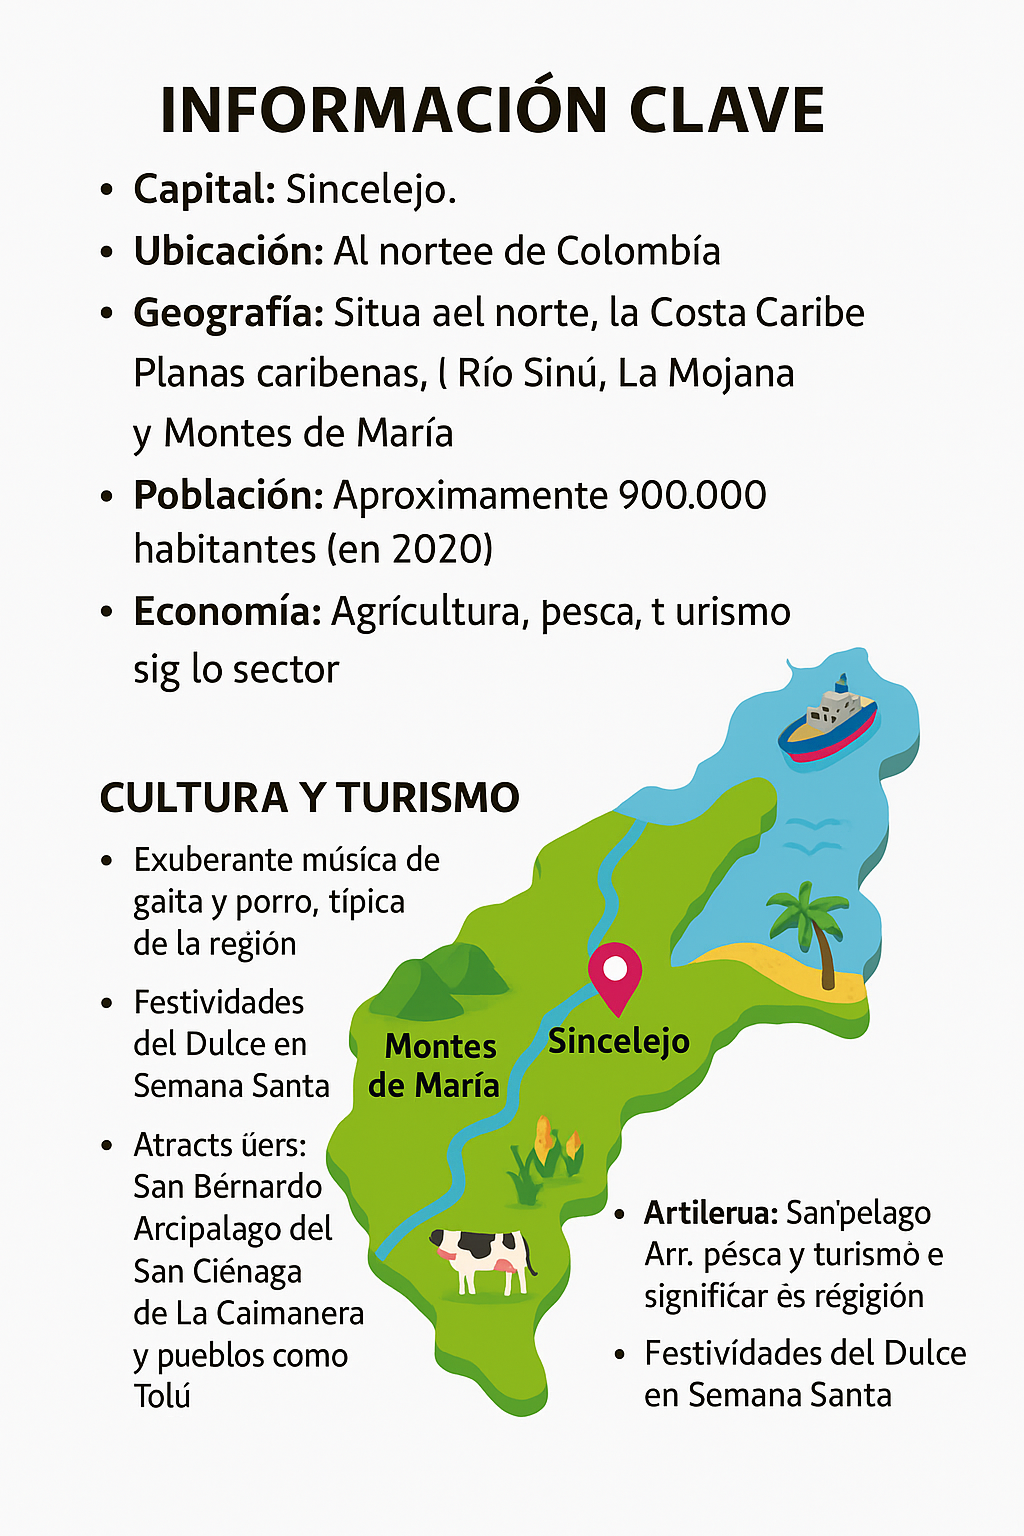 INFORMACIÓN CLAVE
• Capital: Sincelejo.
• Ubicación: Al nortee de Colombía
• Geografía: Situa ael norte, la Costa Caribe
Planas caribenas, ( Río Sinú, La Mojana
y Montes de María
• Población: Aproximamente 900.000
habitantes (en 2020)
• Economía: Agrícultura, pesca, t urismo
sig lo sector
CULTURA Y TURISMO
• Exuberante músíca de
gaita y porro, típica
de la región
• Festividades
del Dulce en
Semana Santa
• Atracts üers:
San Bérnardo
Arcipalago del
San Ciénaga
de La Caimanera
y pueblos como
Tolú
Montes
de María
Sincelejo
• Artilerua: San'pelago
Arr. pésca y turismò e
signifícar ès régigión
• Festivídades del Dulce
en Semana Santa